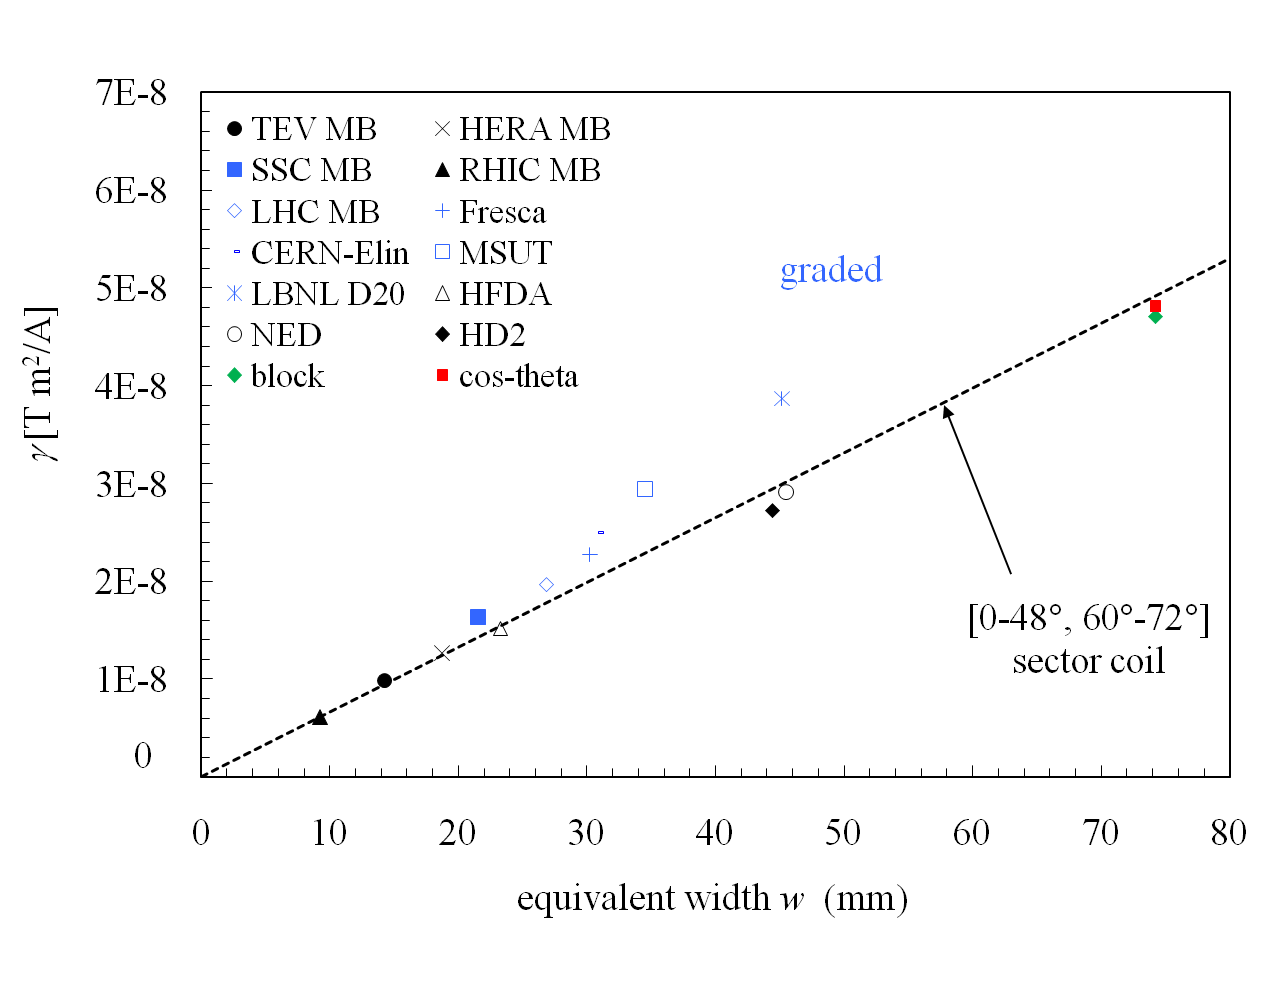 7E-8
6E-8
5E-8
4E-8
3E-8
2E-8
1E-8
0
γ [T m²/A]
TEV MB
HERA MB
SSC MB
RHIC MB
LHC MB
Fresca
CERN-Elin
MSUT
LBNL D20
HFDA
NED
HD2
block
cos-theta
graded
[0-48°, 60°-72°]
sector coil
0 10 20 30 40 50 60 70 80
equivalent width w (mm)